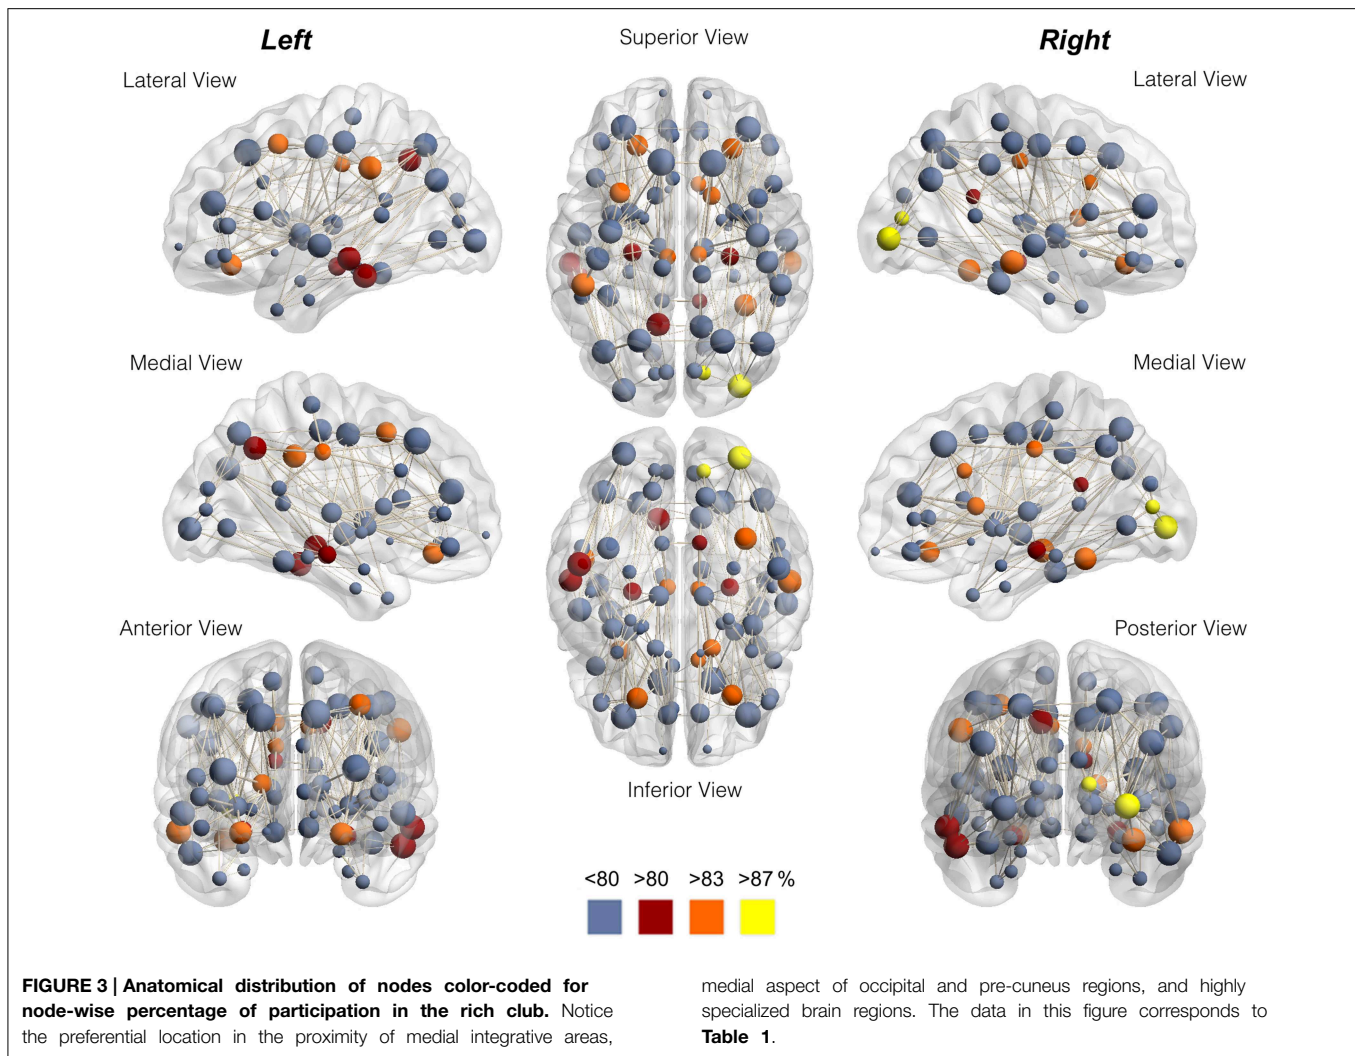 Left
Superior View
Right
Lateral View
Lateral View
Medial View
Medial View
Anterior View
Posterior View
Inferior View
<80 >80 >83 >87 %
FIGURE 3 | Anatomical distribution of nodes color-coded for
node-wise percentage of participation in the rich club. Notice
the preferential location in the proximity of medial integrative areas,
medial aspect of occipital and pre-cuneus regions, and highly
specialized brain regions. The data in this figure corresponds to
Table 1.